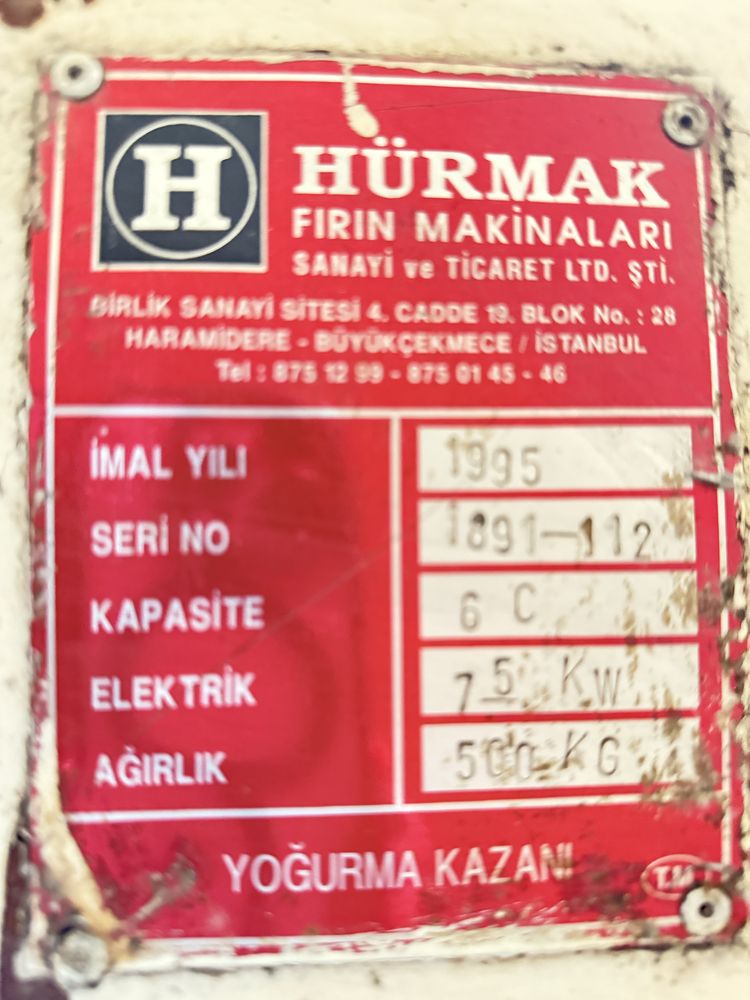 H
HÜRMAK
FIRIN MAKİNALARI
SANAYİ ve TİCARET LTD. ŞTİ.
BİRLİK SANAYİ SİTESİ 4. CADDE 19. BLOK No. : 28
HARAMİDERE - BÜYÜKÇEKMECE / İSTANBUL
Tel : 875 12 99 - 875 01 45 - 46
İMAL YILI 1995
SERİ NO 1891-112
KAPASİTE 6 C
ELEKTRİK 7 5 KW
AĞIRLIK 500 KG
YOĞURMA KAZANI
T.M